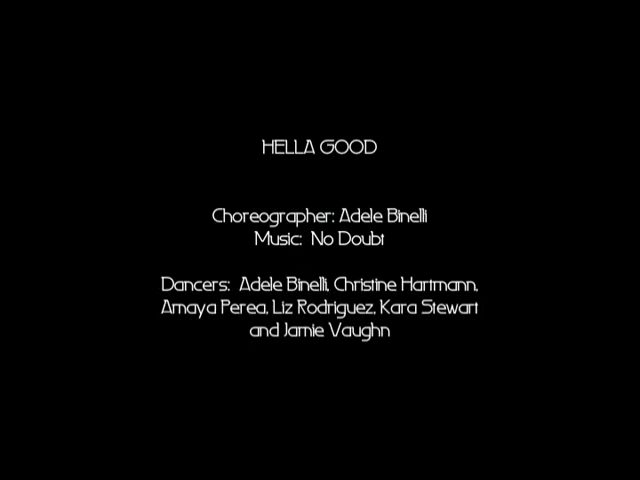 HELLA GOOD
Choreographer: Adele Binelli
Music: No Doubt
Dancers: Adele Binelli, Christine Hartmann,
Amaya Perea, Liz Rodriguez, Kara Stewart
and Jamie Vaughn